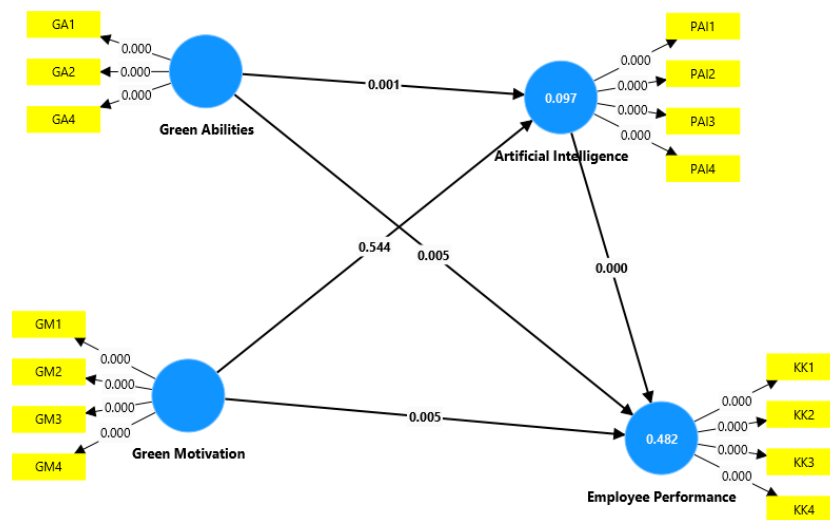 GA1
0.000
GA2
0.000
GA4
0.000
Green Abilities
0.001
PAI1
0.000
PAI2
0.000
0.097
0.000
PAI3
0.000
PAI4
Artificial Intelligence
0.544
0.005
0.000
GM1
0.000
GM2
0.000
GM3
0.000
GM4
0.000
Green Motivation
0.005
KK1
0.000
KK2
0.000
0.482
0.000
KK3
0.000
KK4
Employee Performance